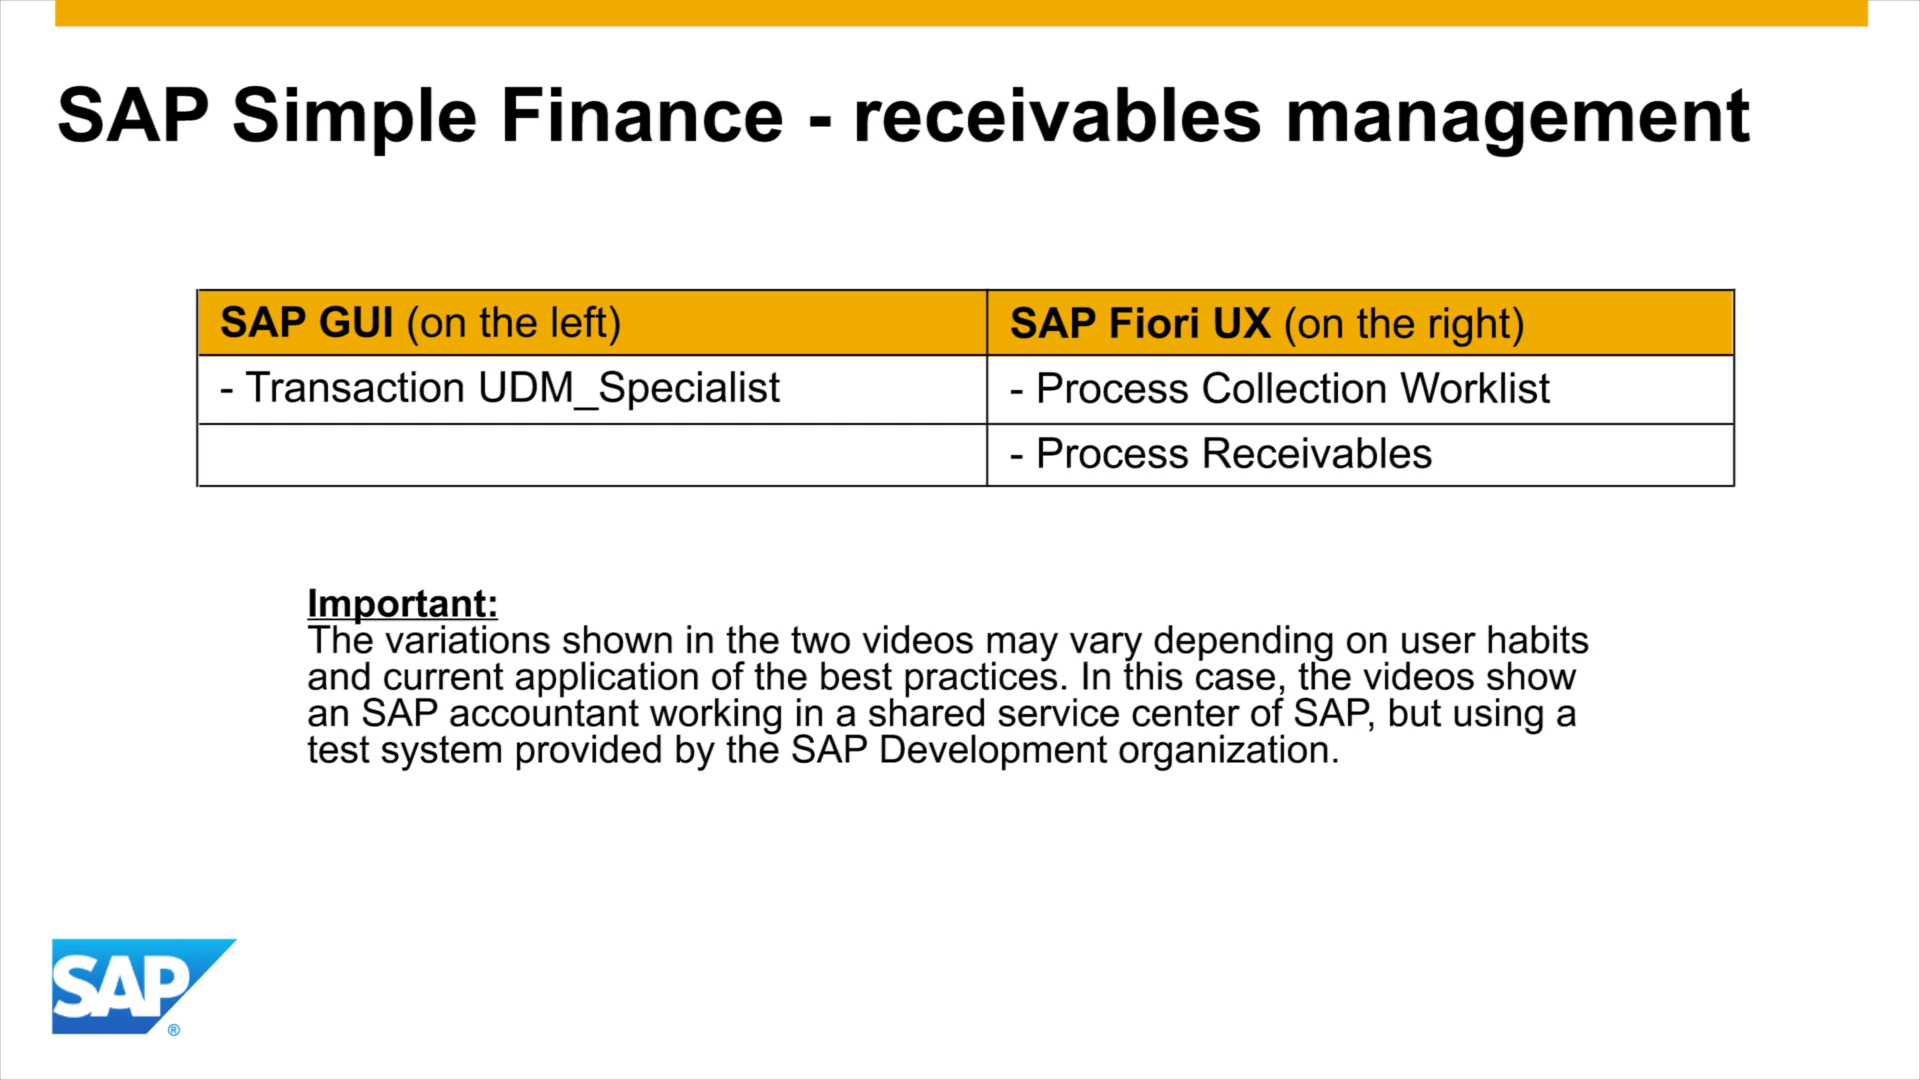 SAP Simple Finance - receivables management
SAP GUI (on the left)
SAP Fiori UX (on the right)
- Transaction UDM_Specialist
- Process Collection Worklist
- Process Receivables
Important:
The variations shown in the two videos may vary depending on user habits
and current application of the best practices. In this case, the videos show
an SAP accountant working in a shared service center of SAP, but using a
test system provided by the SAP Development organization.
SAP®